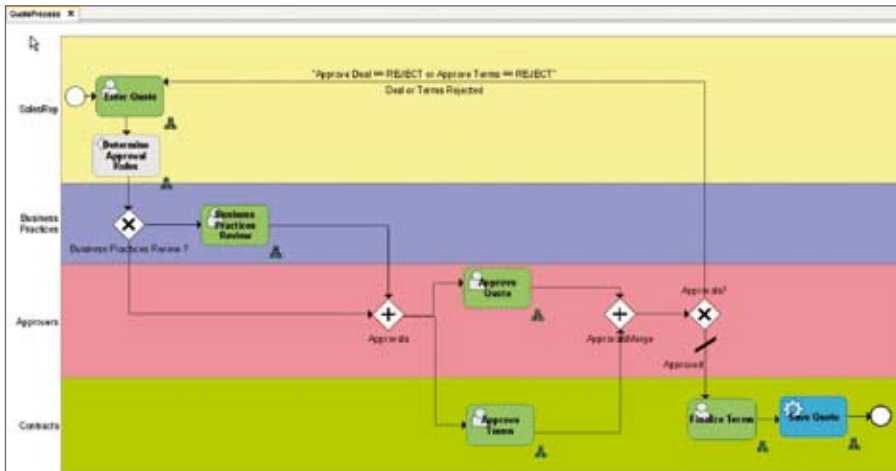 QuoteProcess
"Approve Deal == REJECT or Approve Terms == REJECT"
Deal or Terms Rejected
SalesRep
Enter Quote
Determine
Approval
Rules
Business
Practices
Business
Practices
Review
Business Practices Review ?
Approve
Quote
Approvals?
Approvers
Approvals
ApprovalsMerge
Approved
Contracts
Approve
Terms
Finalize Terms
Save Quote